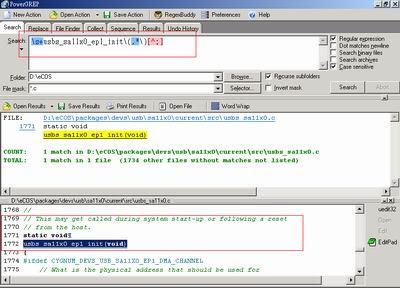 PowerGREP
New Action Open Action Save Action RegexBuddy Preferences Help
Search Replace File Finder Collect Sequence Results Undo History
Search:
\s+usbs_sa11x0_ep1_init\(.*\)[^;]
Regular expression
Dot matches newline
Search binary files
Search archives
Case sensitive
Folder: D:\eCOS Browse... Recurse subfolders
File mask: *.c Selector... Invert mask Search Abort
Open Results Save Results Print Results Open File Word Wrap
FILE: D:\eCOS\packages\devs\usb\sa11x0\current\src\usbs_sa11x0.c
1771 static void
usbs_sa11x0_ep1_init(void)
COUNT: 1 match in D:\eCOS\packages\devs\usb\sa11x0\current\src\usbs_sa11x0.c
TOTAL: 1 match in 1 file (1734 other files without matches not listed)
D:\eCOS\packages\devs\usb\sa11x0\current\src\usbs_sa11x0.c
1768 //
1769 // This may get called during system start-up or following a reset
1770 // from the host.
1771 static void¶
1772 usbs_sa11x0_ep1_init(void)
1773 {
1774 #ifdef CYGNUM_DEVS_USB_SA11X0_EP1_DMA_CHANNEL
1775 // What is the physical address that should be used for
uedit32
Open
Edit
EditPad